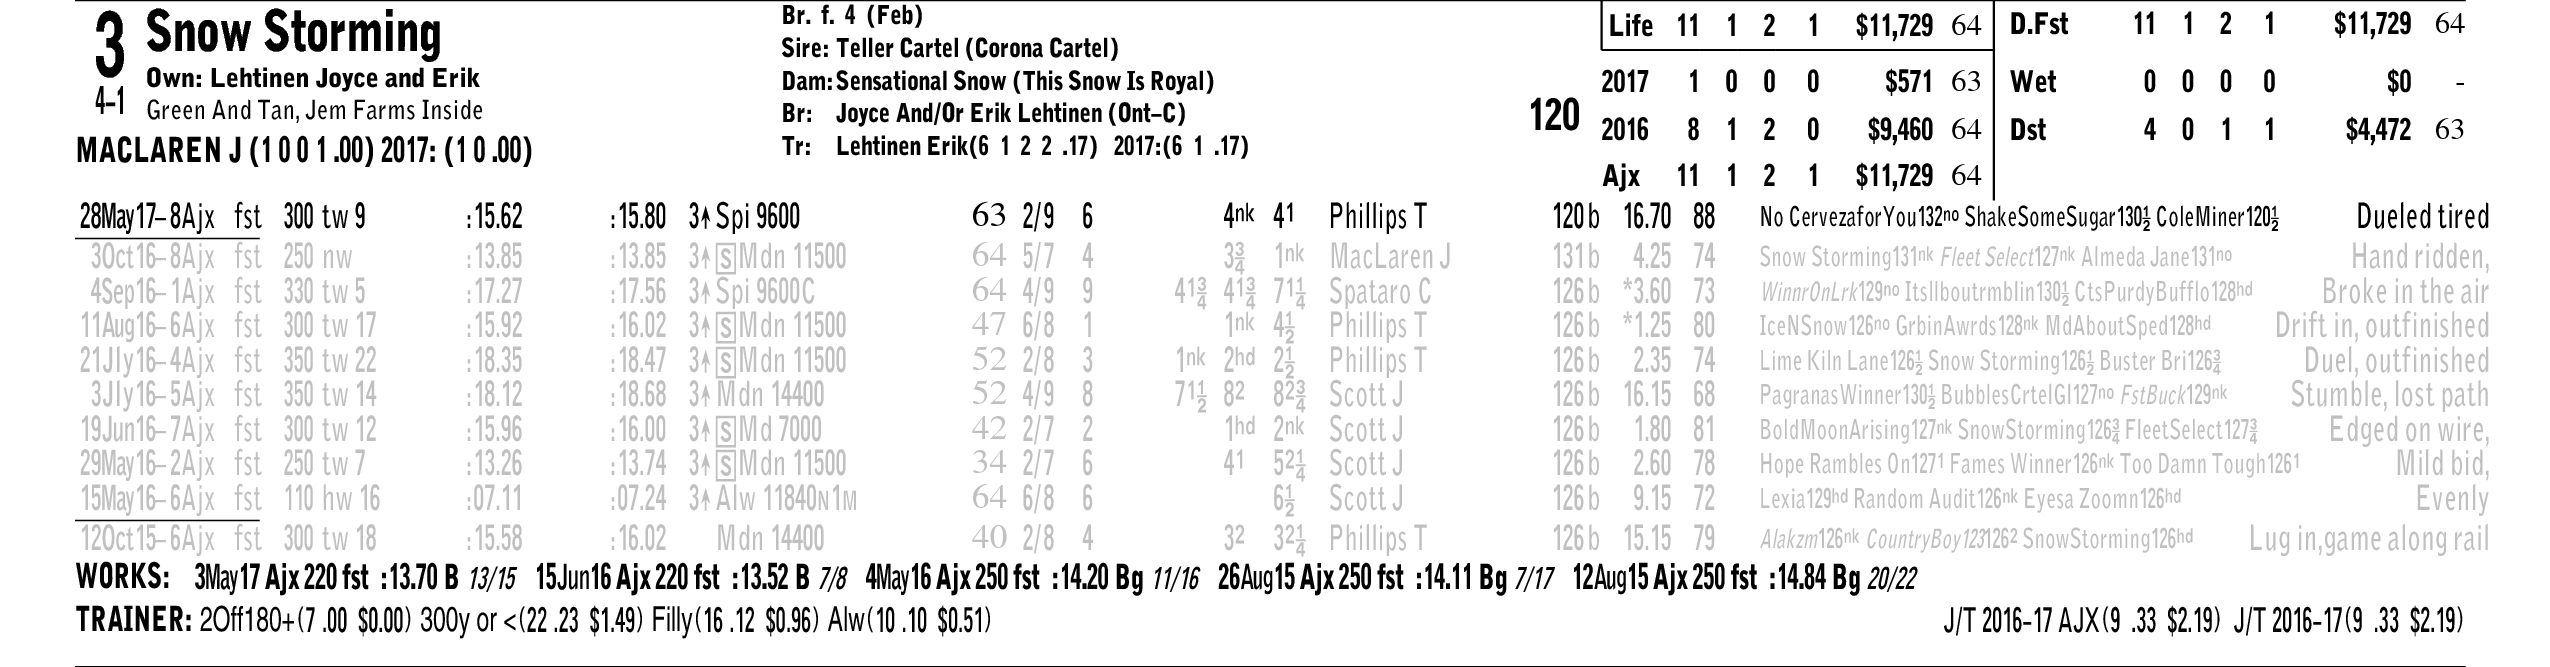 3 Snow Storming
4–1
Own: Lehtinen Joyce and Erik
Green And Tan, Jem Farms Inside
MACLAREN J (1 0 0 1 .00) 2017: (1 0 .00)
Br. f. 4 (Feb)
Sire: Teller Cartel (Corona Cartel)
Dam: Sensational Snow (This Snow Is Royal)
Br: Joyce And/Or Erik Lehtinen (Ont–C)
Tr: Lehtinen Erik(6 1 2 2 .17) 2017:(6 1 .17)
120
Life 11 1 2 1 $11,729 64 D.Fst 11 1 2 1 $11,729 64
2017 1 0 0 0 $571 63 Wet 0 0 0 0 $0 -
2016 8 1 2 0 $9,460 64 Dst 4 0 1 1 $4,472 63
Ajx 11 1 2 1 $11,729 64
28May17–8Ajx fst 300 tw 9 :15.62 :15.80 3↑ Spi 9600 63 2/9 6 4nk 41 Phillips T 120 b 16.70 88 No CervezaforYou132no ShakeSomeSugar130½ ColeMiner120½ Dueled tired
3Oct16–8Ajx fst 250 nw :13.85 :13.85 3↑ S Mdn 11500 64 5/7 4 3¾ 1nk MacLaren J 131 b 4.25 74 Snow Storming131nk Fleet Select127nk Almeda Jane131no Hand ridden,
4Sep16–1Ajx fst 330 tw 5 :17.27 :17.56 3↑ Spi 9600C 64 4/9 9 41¾ 41¾ 71¼ Spataro C 126 b *3.60 73 WinnrOnLrk129no ItsIlboutrmblin130½ CtsPurdyBufflo128hd Broke in the air
11Aug16–6Ajx fst 300 tw 17 :15.92 :16.02 3↑ S Mdn 11500 47 6/8 1 1nk 4½ Phillips T 126 b *1.25 80 IceNSnow126no GrbinAwrds128nk MdAboutSped128hd Drift in, outfinished
21Jly16–4Ajx fst 350 tw 22 :18.35 :18.47 3↑ S Mdn 11500 52 2/8 3 1nk 2hd 2½ Phillips T 126 b 2.35 74 Lime Kiln Lane126½ Snow Storming126½ Buster Bri126¾ Duel, outfinished
3Jly16–5Ajx fst 350 tw 14 :18.12 :18.68 3↑ Mdn 14400 52 4/9 8 71½ 82 82¾ Scott J 126 b 16.15 68 PagranasWinner130½ BubblesCrtelGl127no FstBuck129nk Stumble, lost path
19Jun16–7Ajx fst 300 tw 12 :15.96 :16.00 3↑ S Md 7000 42 2/7 2 1hd 2nk Scott J 126 b 1.80 81 BoldMoonArising127nk SnowStorming126¾ FleetSelect127¾ Edged on wire,
29May16–2Ajx fst 250 tw 7 :13.26 :13.74 3↑ S Mdn 11500 34 2/7 6 41 52¼ Scott J 126 b 2.60 78 Hope Rambles On1271 Fames Winner126nk Too Damn Tough1261 Mild bid,
15May16–6Ajx fst 110 hw 16 :07.11 :07.24 3↑ Alw 11840N1M 64 6/8 6 6½ Scott J 126 b 9.15 72 Lexia129hd Random Audit126nk Eyesa Zoomn126hd Evenly
12Oct15–6Ajx fst 300 tw 18 :15.58 :16.02 Mdn 14400 40 2/8 4 32 32¼ Phillips T 126 b 15.15 79 Alakzm126nk CountryBoy1231262 SnowStorming126hd Lug in,game along rail
WORKS: 3May17 Ajx 220 fst :13.70 B 13/15 15Jun16 Ajx 220 fst :13.52 B 7/8 4May16 Ajx 250 fst :14.20 Bg 11/16 26Aug15 Ajx 250 fst :14.11 Bg 7/17 12Aug15 Ajx 250 fst :14.84 Bg 20/22
TRAINER: 2Off180+(7 .00 $0.00) 300y or <(22 .23 $1.49) Filly(16 .12 $0.96) Alw(10 .10 $0.51) J/T 2016–17 AJX(9 .33 $2.19) J/T 2016–17(9 .33 $2.19)